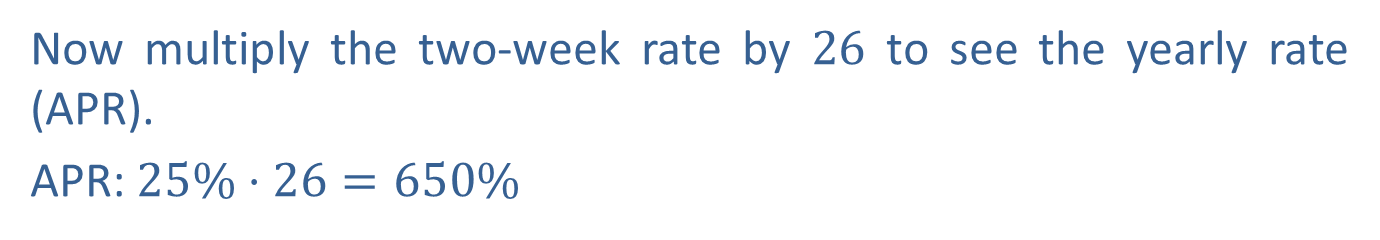 Now multiply the two-week rate by 26 to see the yearly rate
(APR).
APR: 25% · 26 = 650%